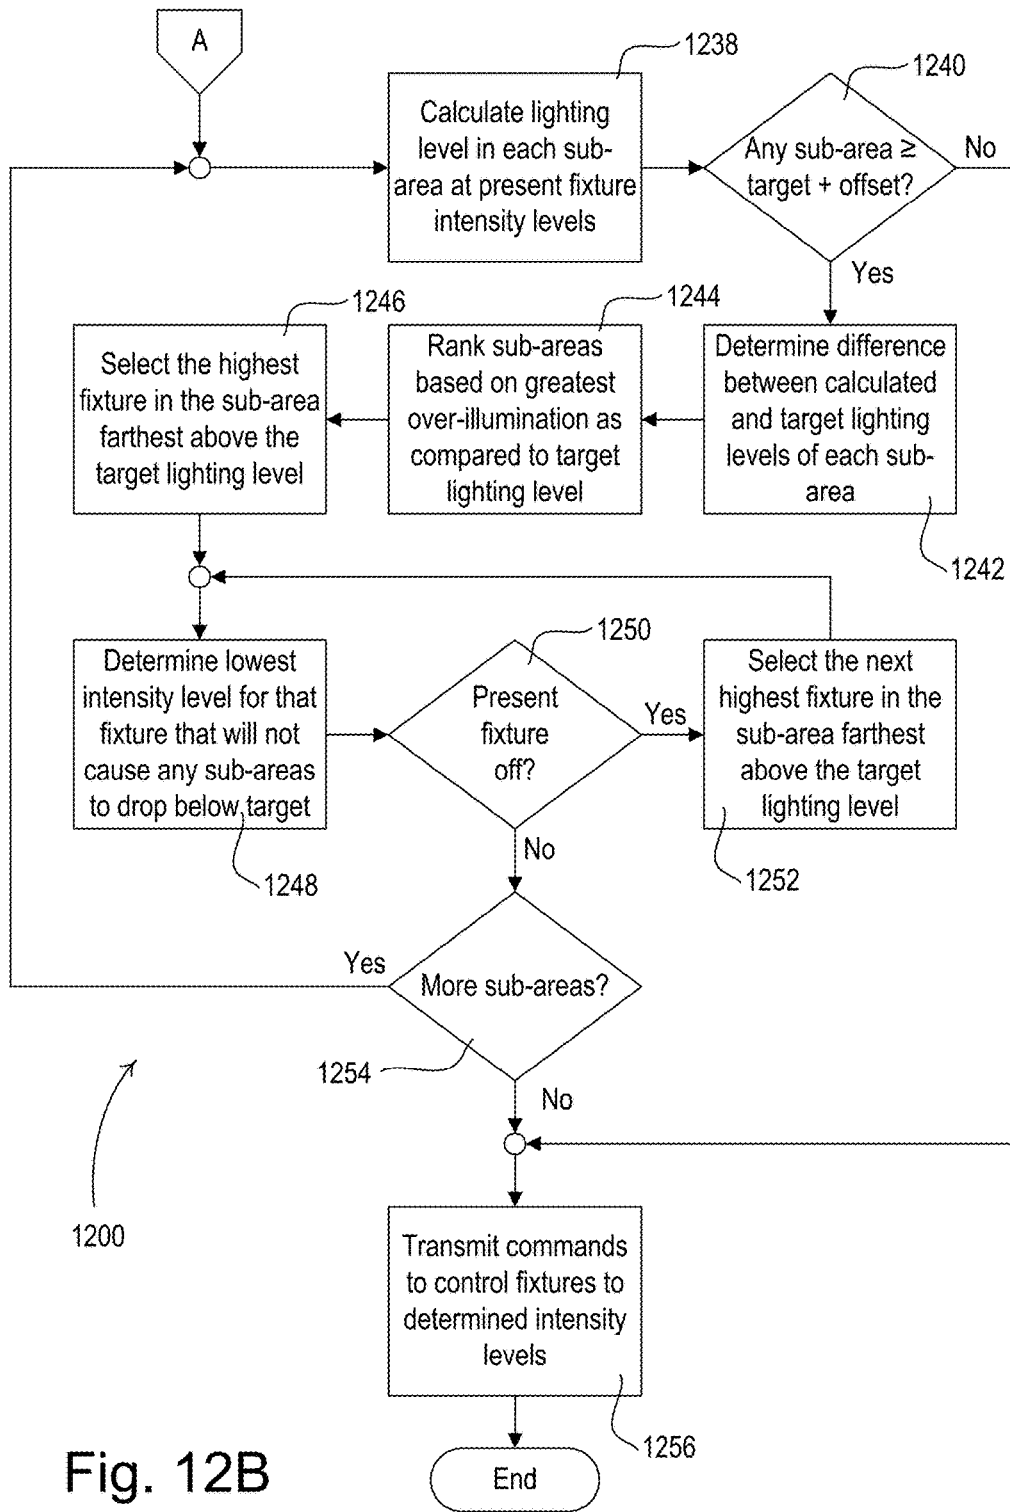 A
1238
Calculate lighting
level in each sub-
area at present fixture
intensity levels
1240
Any sub-area ≥
target + offset?
No
Yes
1246
Select the highest
fixture in the sub-area
farthest above the
target lighting level
1244
Rank sub-areas
based on greatest
over-illumination as
compared to target
lighting level
Determine difference
between calculated
and target lighting
levels of each sub-
area
1242
Determine lowest
intensity level for that
fixture that will not
cause any sub-areas
to drop below target
1248
1250
Present
fixture
off?
Yes
No
Select the next
highest fixture in the
sub-area farthest
above the target
lighting level
1252
Yes
More sub-areas?
1254
No
1200
Transmit commands
to control fixtures to
determined intensity
levels
1256
End
Fig. 12B